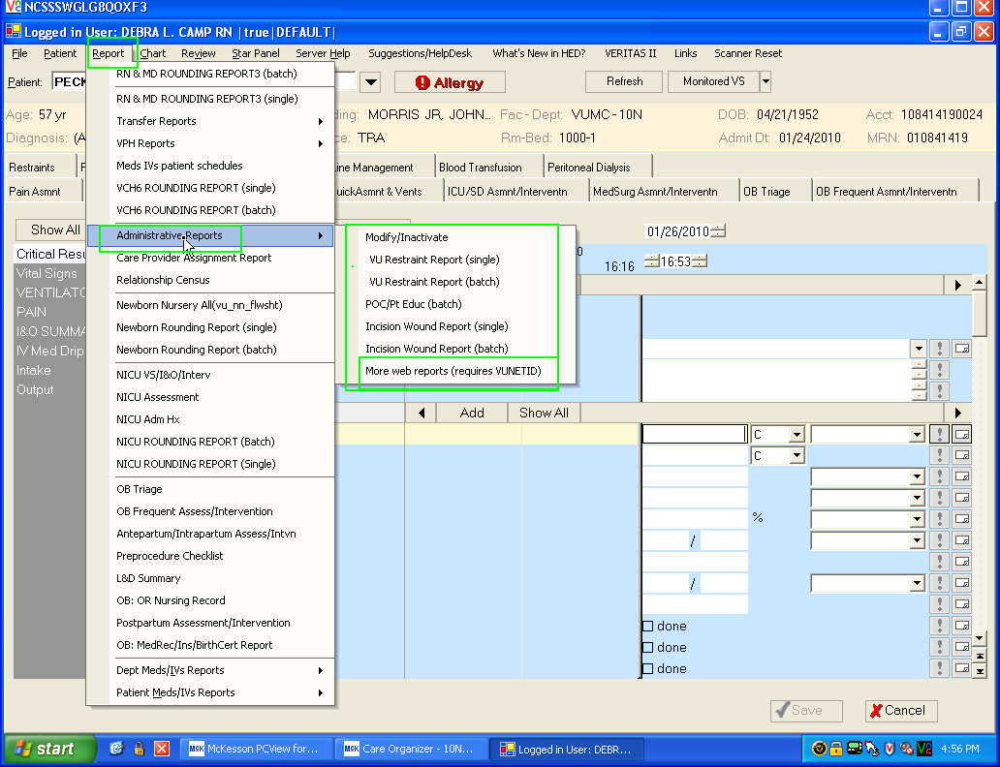 NCSSSWGLG8QOXF3
Logged in User: DEBRA L. CAMP RN |true|DEFAULT|
File Patient Report Chart Review Star Panel Server Help Suggestions/HelpDesk What's New in HED? VERITAS II Links Scanner Reset
Patient: PECK Allergy Refresh Monitored VS
Age: 57 yr ding: MORRIS JR, JOHN... Fac-Dept: VUMC-10N DOB: 04/21/1952 Acct: 108414190024
Diagnosis: (A ce: TRA Rm-Bed: 1000-1 Admit Dt: 01/24/2010 MRN: 010841419
Restraints Line Management Blood Transfusion Peritoneal Dialysis
Pain Asmnt QuickAsmnt & Vents ICU/SD Asmnt/Interventn MedSurg Asmnt/Interventn OB Triage OB Frequent Asmnt/Interventn
Show All
Critical Resu
Vital Signs
VENTILATO
PAIN
I&O SUMMA
IV Med Drip
Intake
Output
RN & MD ROUNDING REPORT3 (batch)
RN & MD ROUNDING REPORT3 (single)
Transfer Reports
VPH Reports
Meds IVs patient schedules
VCH6 ROUNDING REPORT (single)
VCH6 ROUNDING REPORT (batch)
Administrative Reports
Care Provider Assignment Report
Relationship Census
Newborn Nursery All(vu_nn_flwsht)
Newborn Rounding Report (single)
Newborn Rounding Report (batch)
NICU VS/I&O/Interv
NICU Assessment
NICU Adm Hx
NICU ROUNDING REPORT (Batch)
NICU ROUNDING REPORT (Single)
OB Triage
OB Frequent Assess/Intervention
Antepartum/Intrapartum Assess/Intvn
Preprocedure Checklist
L&D Summary
OB: OR Nursing Record
Postpartum Assessment/Intervention
OB: MedRec/Ins/BirthCert Report
Dept Meds/IVs Reports
Patient Meds/IVs Reports
Modify/Inactivate
VU Restraint Report (single)
VU Restraint Report (batch)
POC/Pt Educ (batch)
Incision Wound Report (single)
Incision Wound Report (batch)
More web reports (requires VUNETID)
01/26/2010
0 16:16 16:53
Add Show All
C
C
%
/
/
done
done
done
Save Cancel
start McKesson PCView for... Care Organizer - 10N... Logged in User: DEBR... 4:56 PM